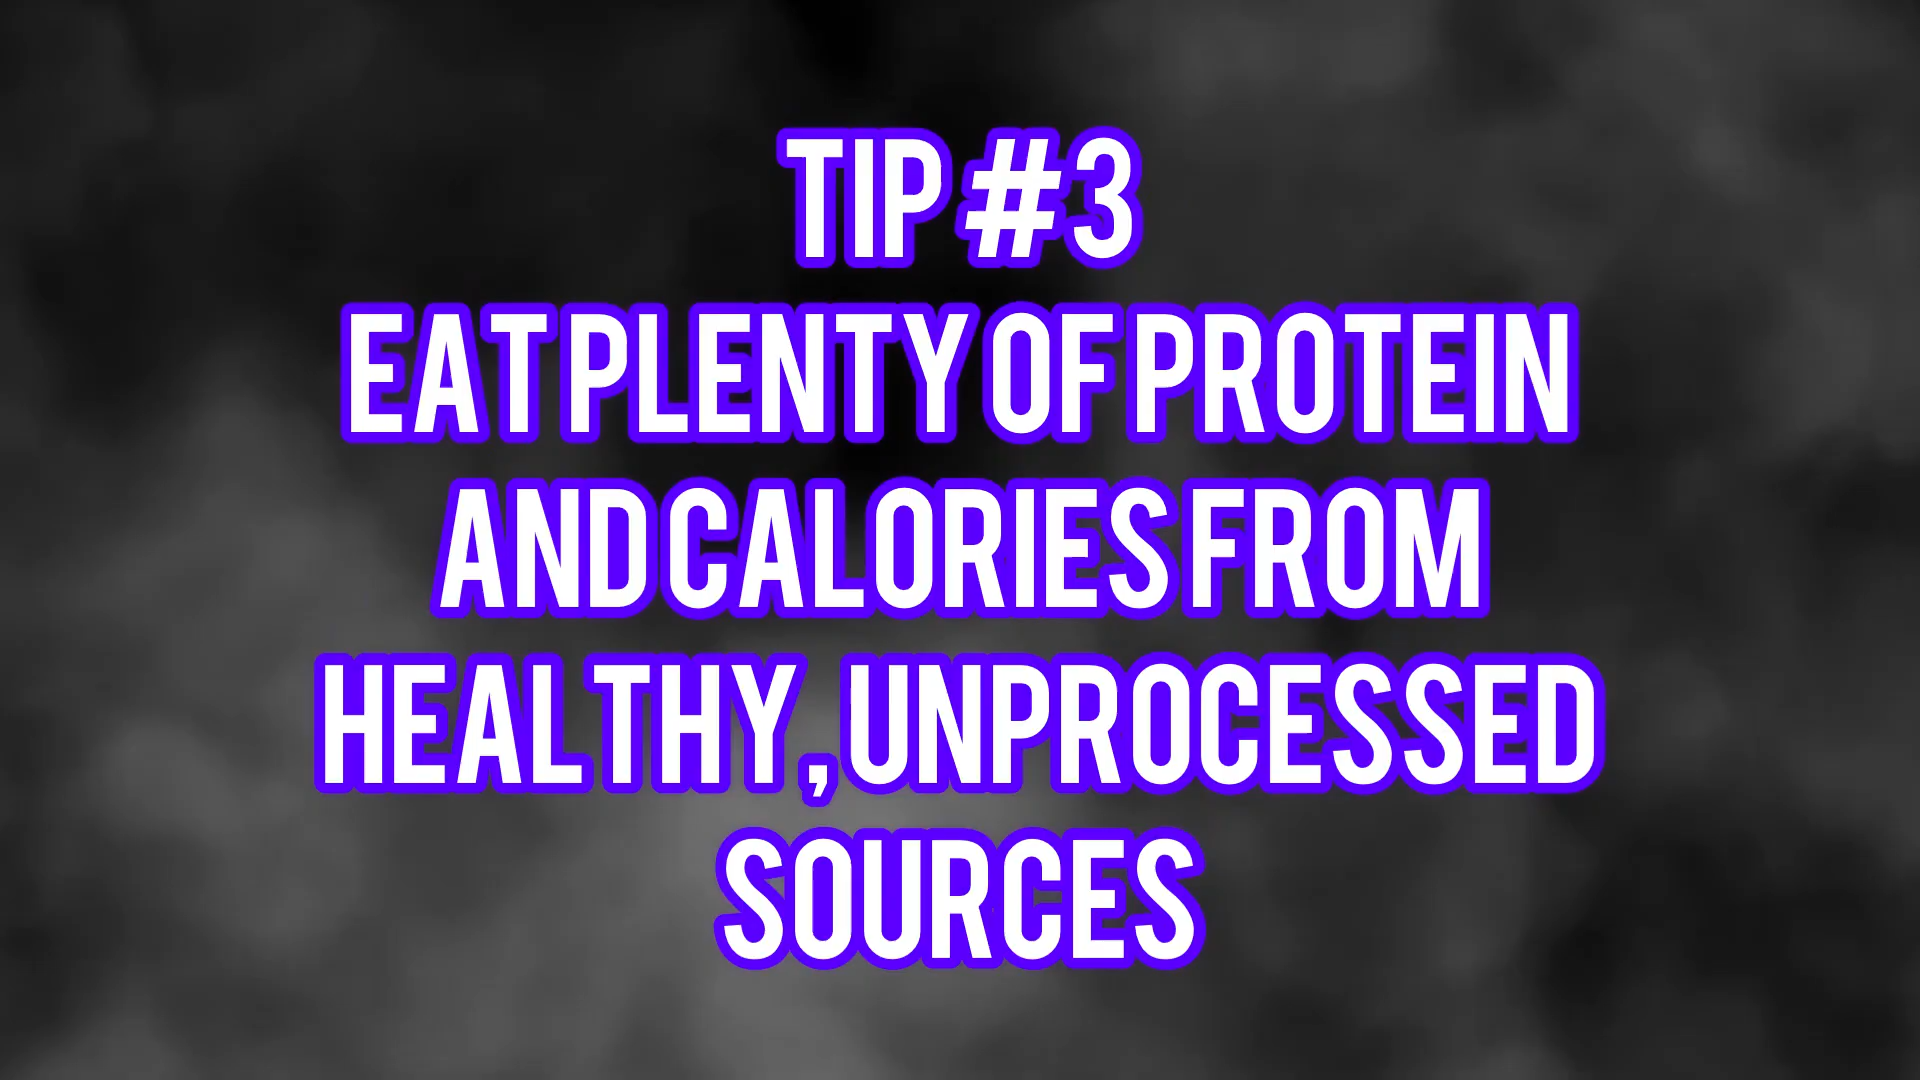 TIP #3
EAT PLENTY OF PROTEIN
AND CALORIES FROM
HEALTHY, UNPROCESSED
SOURCES